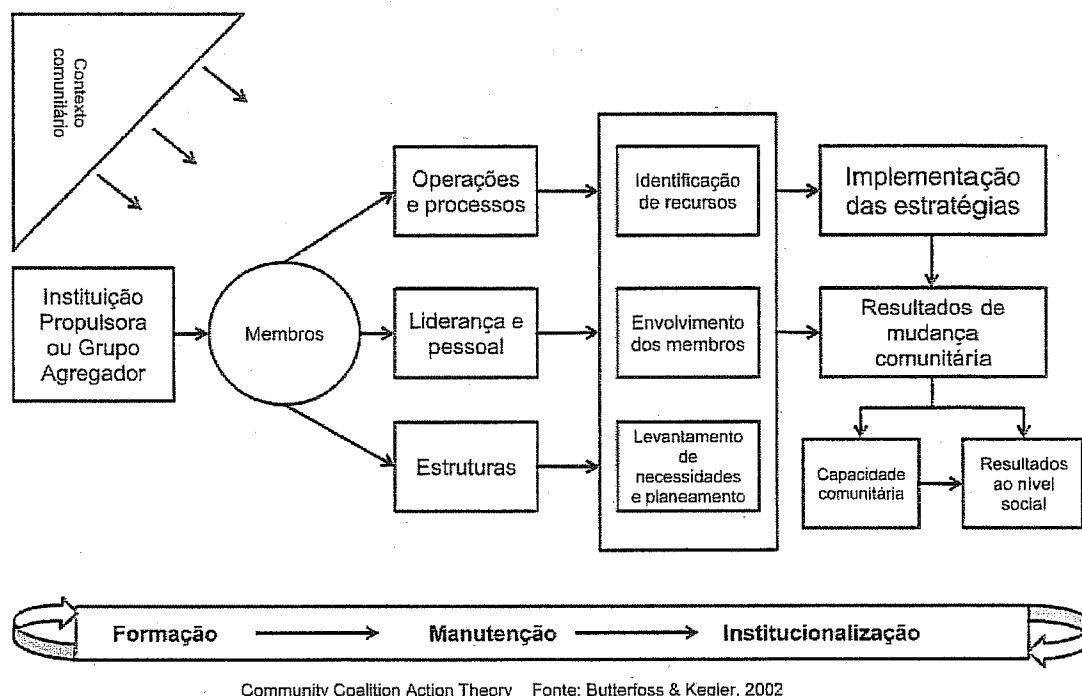 Contexto
comunitário
Instituição
Propulsora
ou Grupo
Agregador
Membros
Operações
e processos
Liderança e
pessoal
Estruturas
Identificação
de recursos
Envolvimento
dos membros
Levantamento
de
necessidades
e planeamento
Implementação
das estratégias
Resultados de
mudança
comunitária
Capacidade
comunitária
Resultados
ao nível
social
Formação
Manutenção
Institucionalização
Community Coalition Action Theory Fonte: Butterfoss & Kegler, 2002